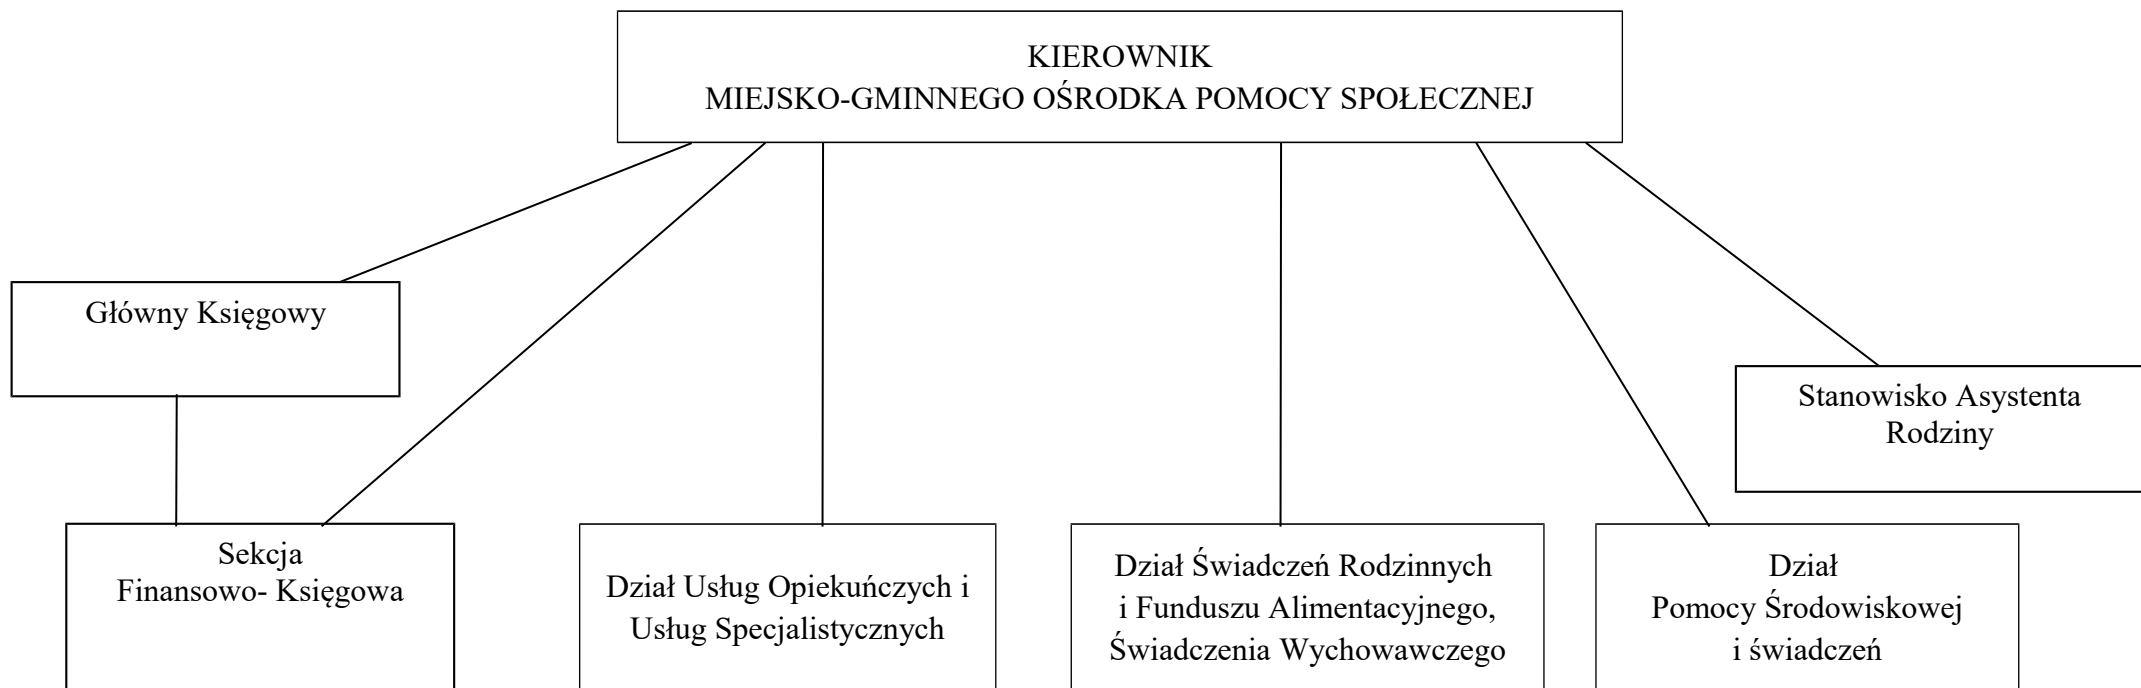 KIEROWNIK
MIEJSKO-GMINNEGO OŚRODKA POMOCY SPOŁECZNEJ
Główny Księgowy
Stanowisko Asystenta
Rodziny
Sekcja
Finansowo- Księgowa
Dział Usług Opiekuńczych i
Usług Specjalistycznych
Dział Świadczeń Rodzinnych
i Funduszu Alimentacyjnego,
Świadczenia Wychowawczego
Dział
Pomocy Środowiskowej
i świadczeń